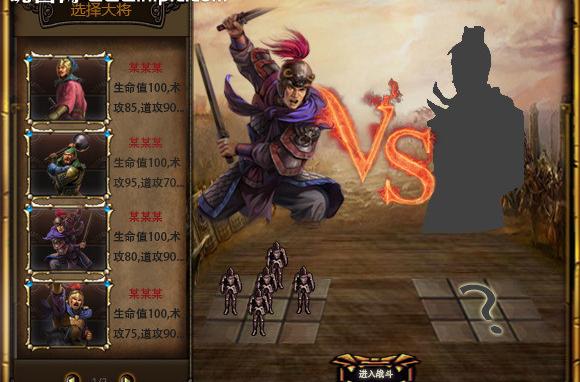 选择大将
某某某
生命值100,术
攻85,道攻90...
某某某
生命值100,术
攻95,道攻70...
某某某
生命值100,术
攻80,道攻90...
某某某
生命值100,术
攻75,道攻90...
VS
?
进入战斗